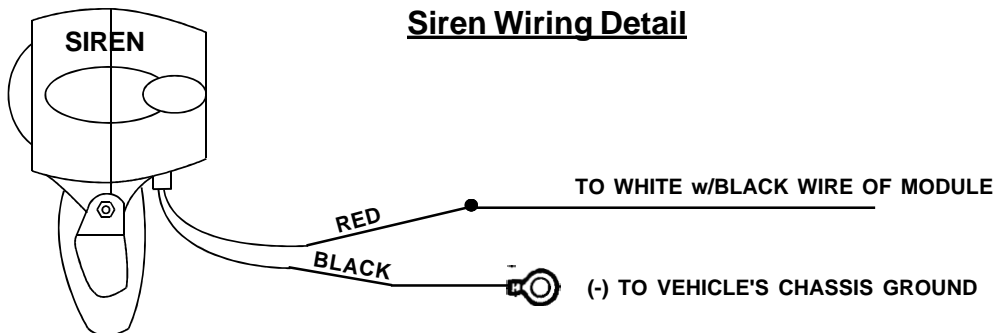 Siren Wiring Detail
SIREN
TO WHITE w/BLACK WIRE OF MODULE
RED
BLACK
(-) TO VEHICLE'S CHASSIS GROUND